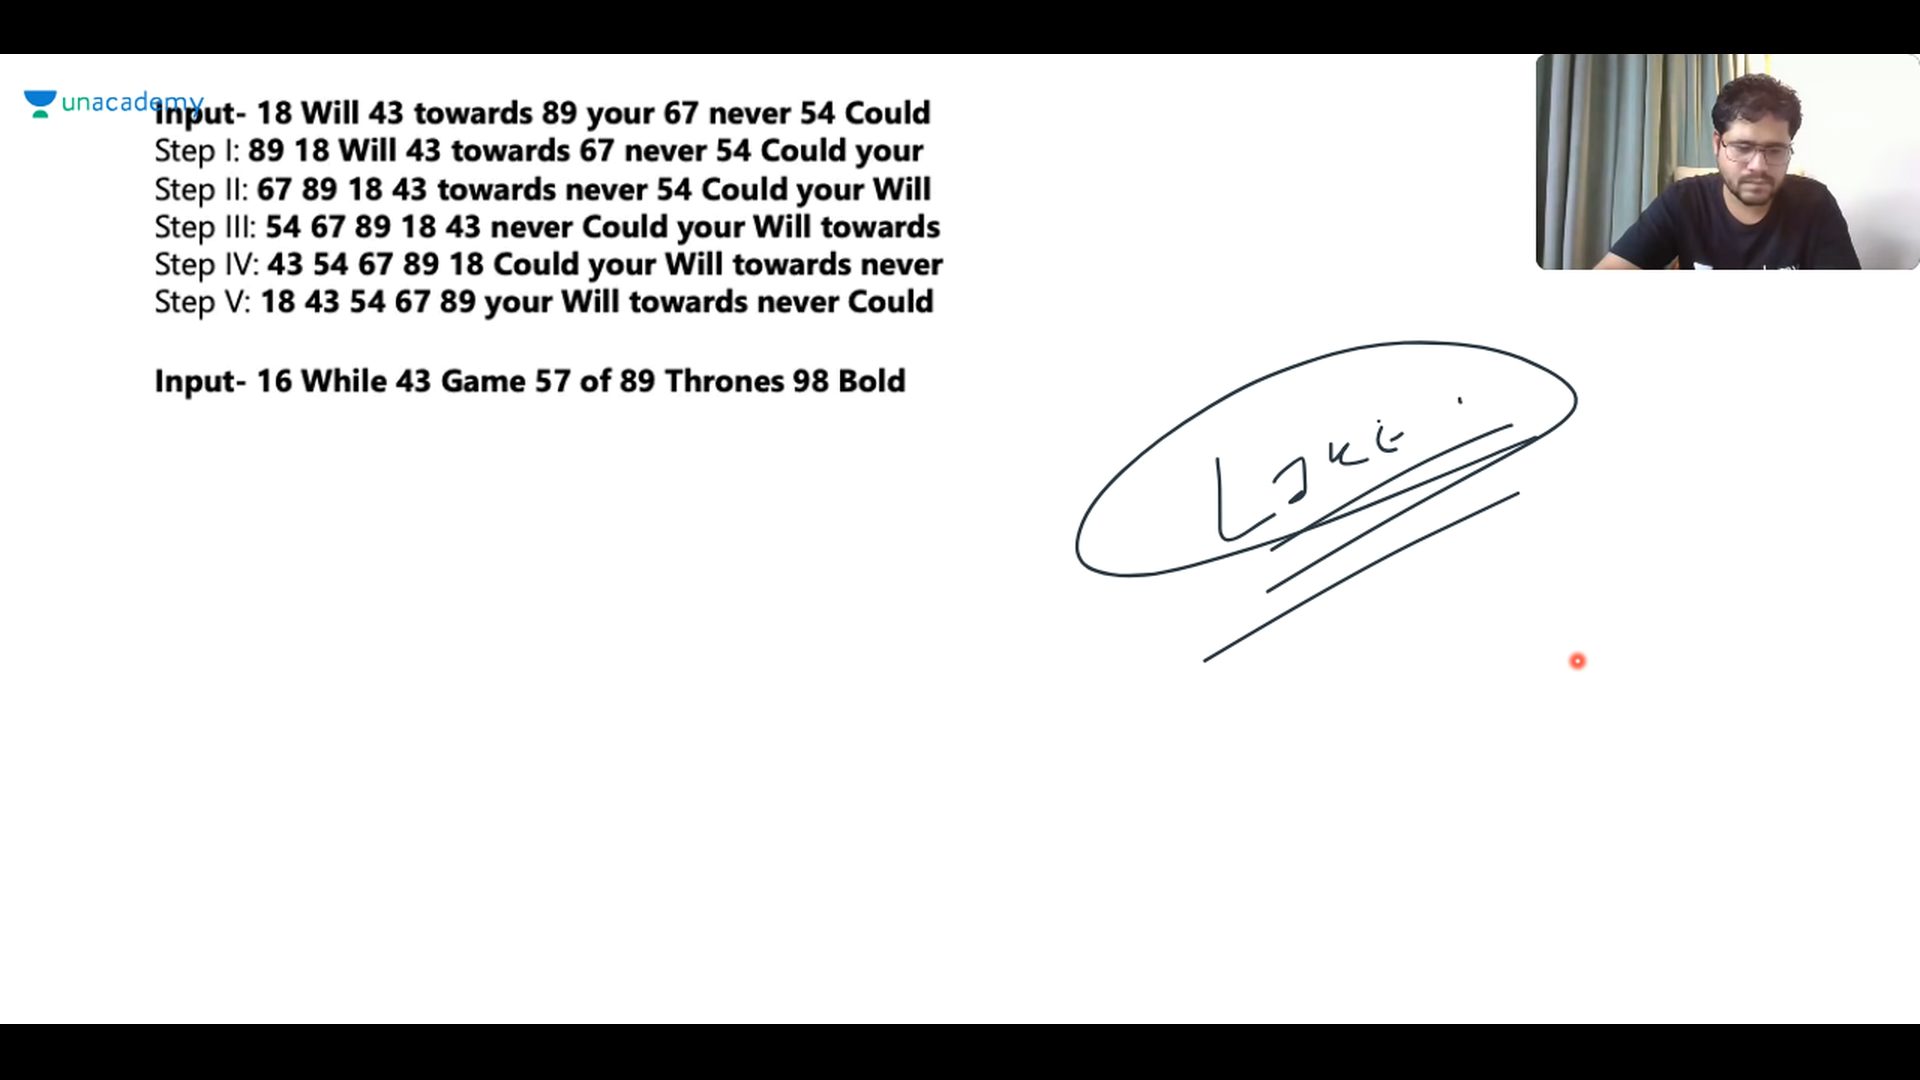 unacademy
Input- 18 Will 43 towards 89 your 67 never 54 Could
Step I: 89 18 Will 43 towards 67 never 54 Could your
Step II: 67 89 18 43 towards never 54 Could your Will
Step III: 54 67 89 18 43 never Could your Will towards
Step IV: 43 54 67 89 18 Could your Will towards never
Step V: 18 43 54 67 89 your Will towards never Could
Input- 16 While 43 Game 57 of 89 Thrones 98 Bold